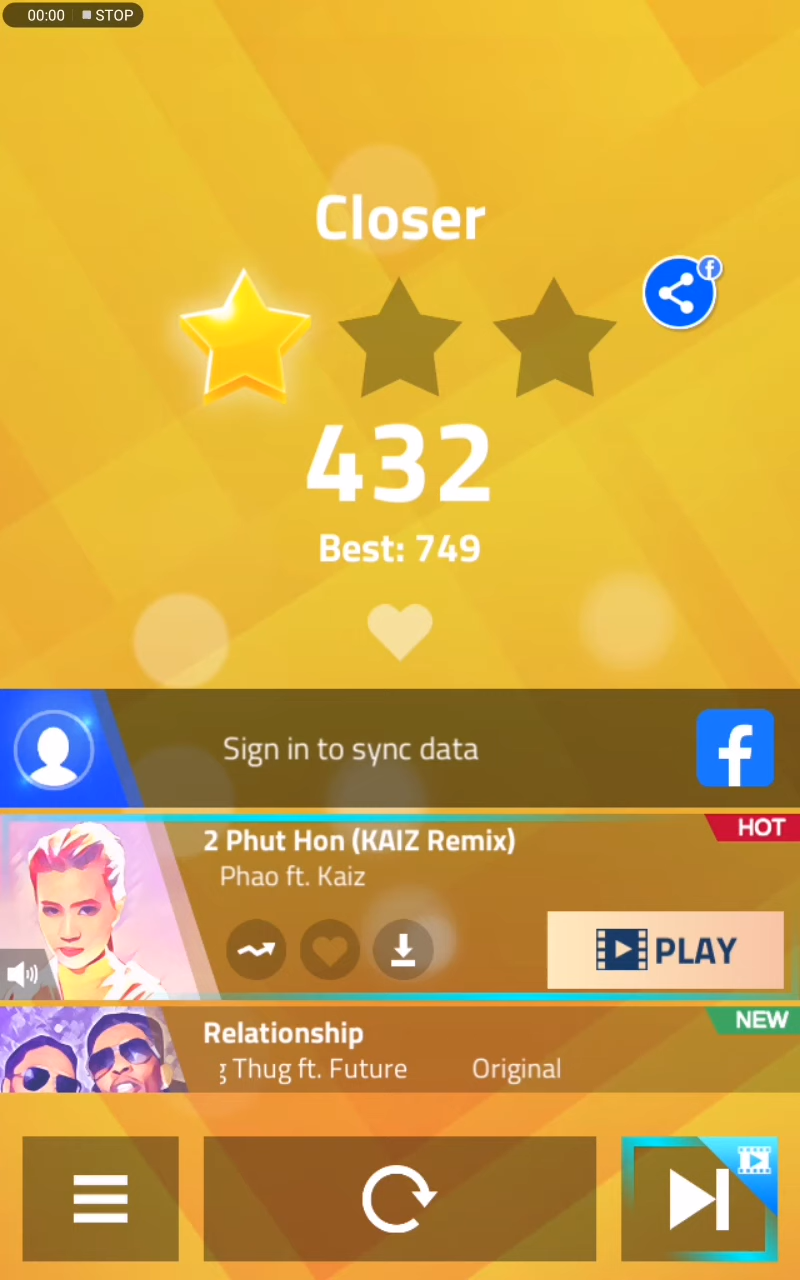 00:00 STOP
Closer
432
Best: 749
Sign in to sync data
HOT
2 Phut Hon (KAIZ Remix)
Phao ft. Kaiz
PLAY
NEW
Relationship
Thug ft. Future Original